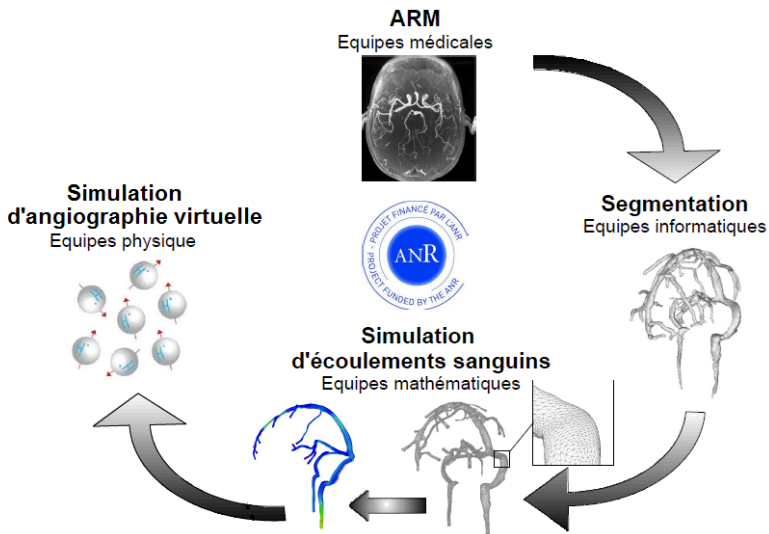 ARM
Equipes médicales
Segmentation
Equipes informatiques
Simulation
d'angiographie virtuelle
Equipes physique
- PROJET FINANCÉ PAR L'ANR
- PROJECT FUNDED BY THE ANR
ANR
Simulation
d'écoulements sanguins
Equipes mathématiques